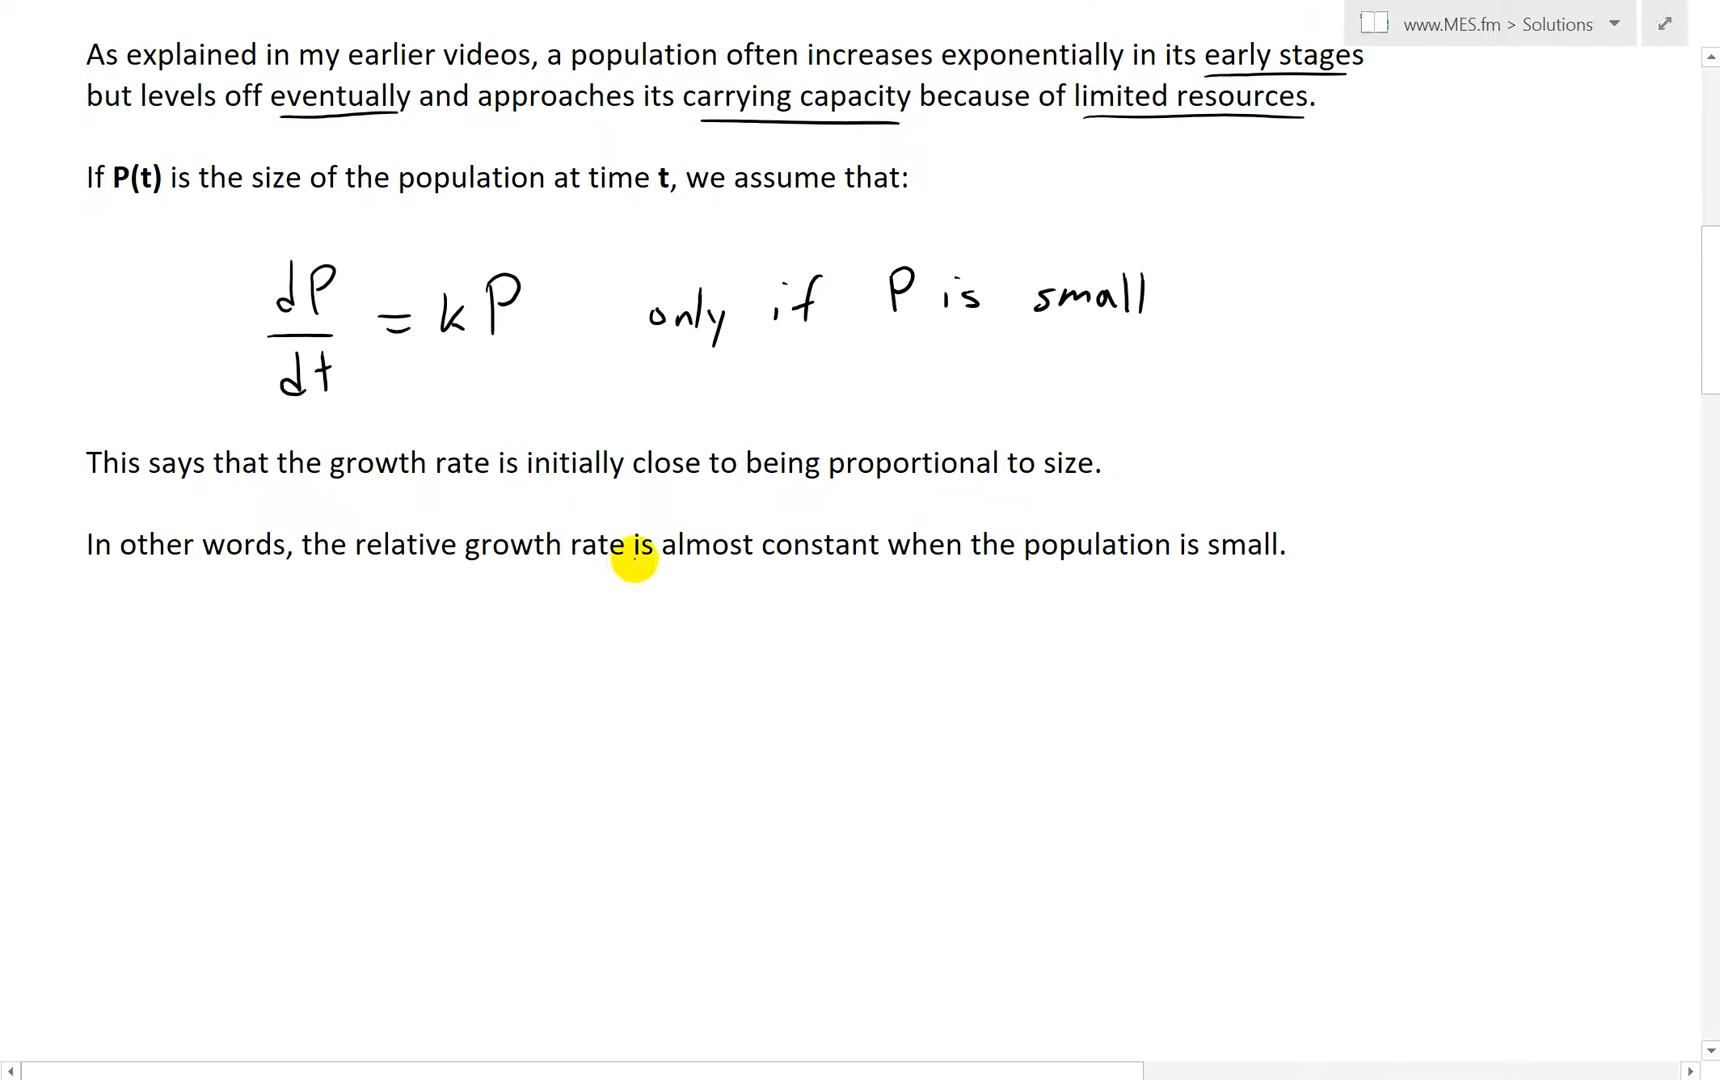 www.MES.fm > Solutions
As explained in my earlier videos, a population often increases exponentially in its early stages
but levels off eventually and approaches its carrying capacity because of limited resources.
If P(t) is the size of the population at time t, we assume that:
dP/dt = kP only if P is small
This says that the growth rate is initially close to being proportional to size.
In other words, the relative growth rate is almost constant when the population is small.